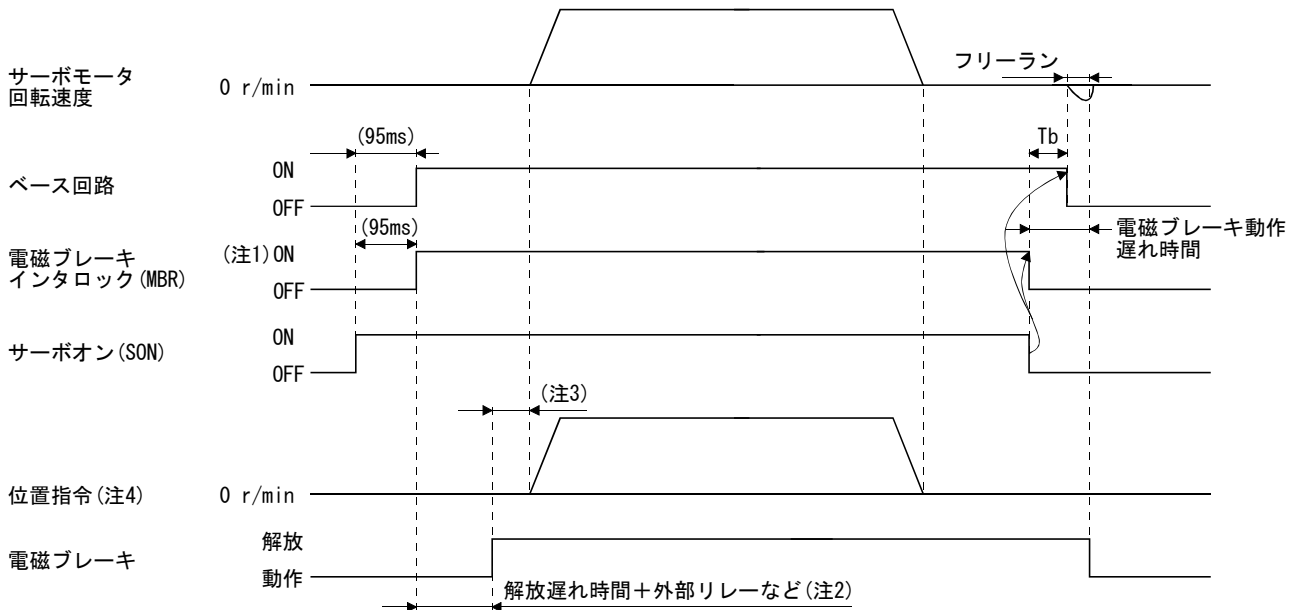 フリーラン
サーボモータ
回転速度
0 r/min
(95ms)
Tb
ベース回路
ON
OFF
(95ms)
電磁ブレーキ動作
遅れ時間
電磁ブレーキ
インタロック(MBR)
(注1)ON
OFF
サーボオン(SON)
ON
OFF
(注3)
位置指令(注4)
0 r/min
電磁ブレーキ
解放
動作
解放遅れ時間+外部リレーなど(注2)